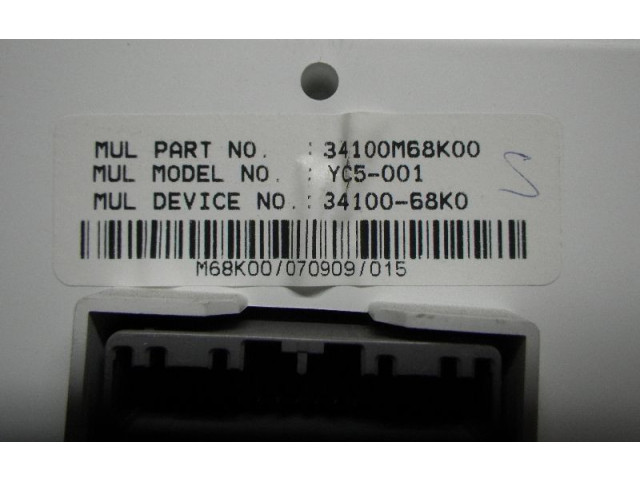 MUL PART NO. : 34100M68K00
MUL MODEL NO. : YC5-001
MUL DEVICE NO. : 34100-68K0
M68K00/070909/015
S